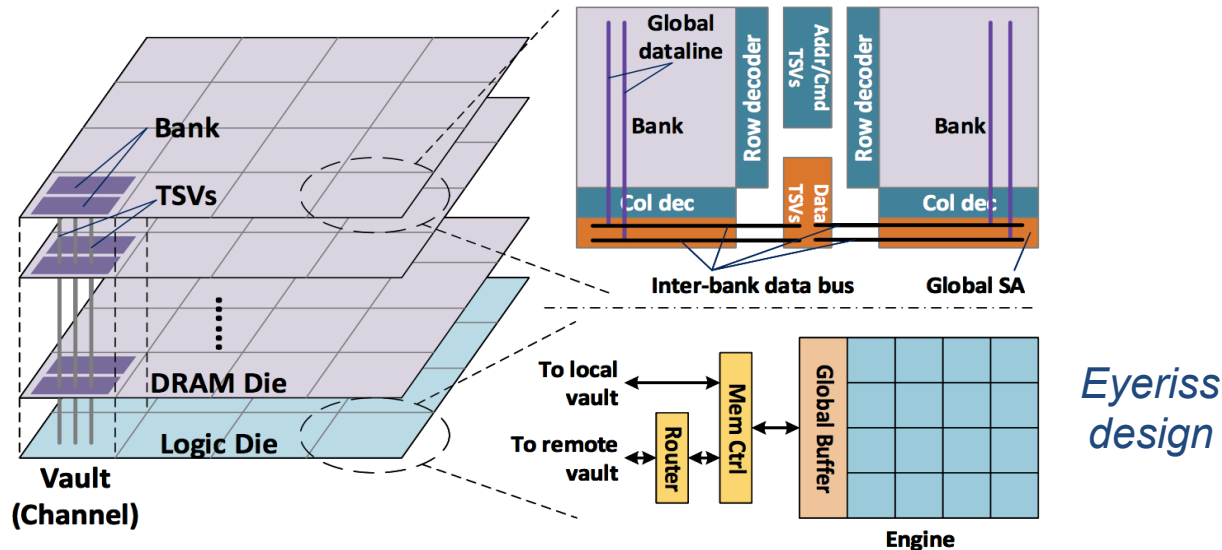 Bank
TSVs
DRAM Die
Logic Die
Vault
(Channel)
Global
dataline
Bank
Row decoder
Addr/Cmd
TSVs
Row decoder
Bank
Col dec
Data
TSVs
Col dec
Inter-bank data bus
Global SA
To local
vault
To remote
vault
Router
Mem Ctrl
Global Buffer
Engine
Eyeriss
design